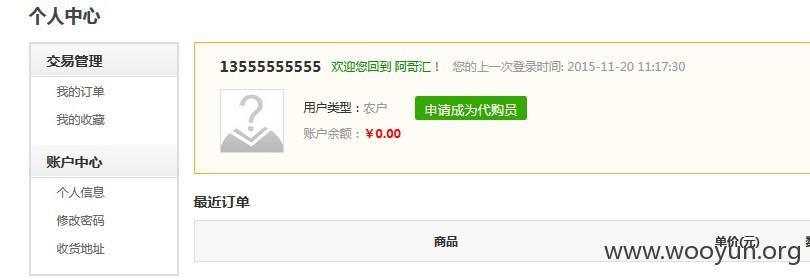 个人中心
交易管理
我的订单
我的收藏
账户中心
个人信息
修改密码
收货地址
13555555555 欢迎您回到 阿哥汇！ 您的上一次登录时间: 2015-11-20 11:17:30
用户类型：农户 申请成为代购员
账户余额：￥0.00
最近订单
商品 单价(元)
www.wooyun.org